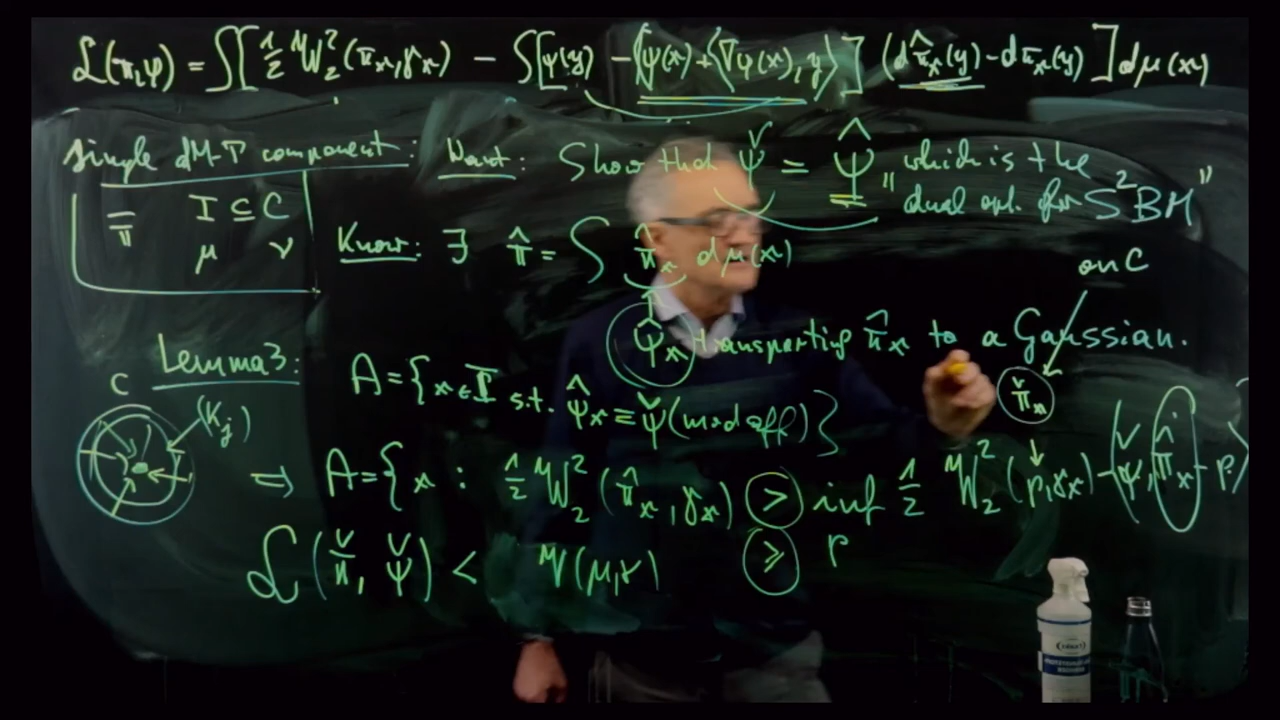 ℒ(π,ψ) = ∫[ ½ 𝒲₂²(π_x, γ_x) − ∫[ψ(y) − (ψ(x)+⟨∇ψ(x), y⟩] (dπ̂_x(y) − dπ_x(y) ] dμ(x)
single dM-T component: Want: Show that ψ̌ = ψ̂ which is the
"dual opt. for S²BM"
π̄ I ⊆ C
μ ν
Know: ∃ π̂ = ∫ π̂_x dμ(x)
on C
ψ̂_x transporting π̂_x to a Gaussian.
Lemma 3: A = { x ∈ I s.t. ψ̂_x ≡ ψ̌ (mod aff) }
π̌_x
C (K_j)
⇒ A = { x : ½ 𝒲₂²(π̂_x, γ_x) > inf ½ 𝒲₂²(p, γ_x) − ⟨ψ̌, π̂_x − p⟩
ℒ(π̌, ψ̌) < 𝒲(μ,γ) ≥ p